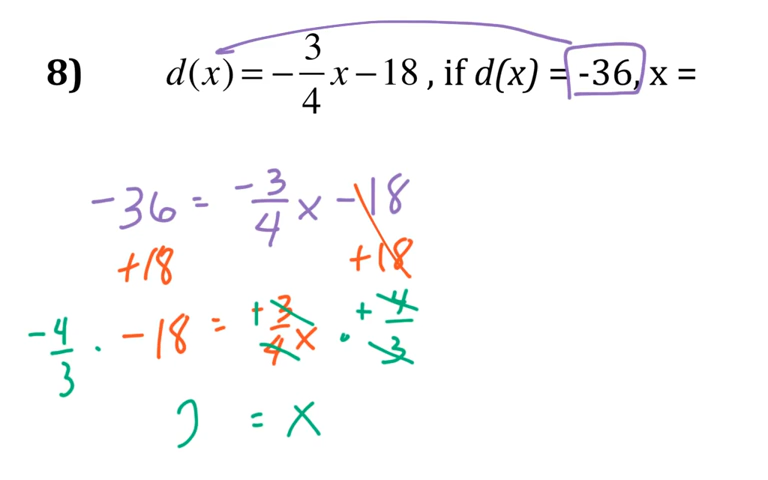 8) d(x) = -3/4 x - 18, if d(x) = -36, x =
-36 = -3/4 x - 18
+18 +18
-4/3 · -18 = +3/4 x · +4/3
= x